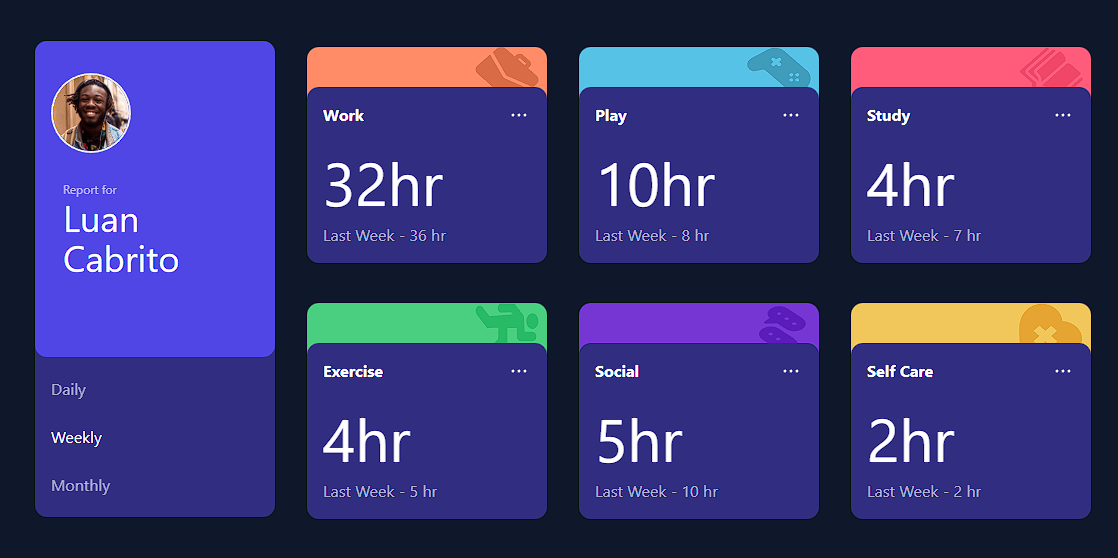 Report for
Luan
Cabrito
Daily
Weekly
Monthly
Work
32hr
Last Week - 36 hr
Play
10hr
Last Week - 8 hr
Study
4hr
Last Week - 7 hr
Exercise
4hr
Last Week - 5 hr
Social
5hr
Last Week - 10 hr
Self Care
2hr
Last Week - 2 hr